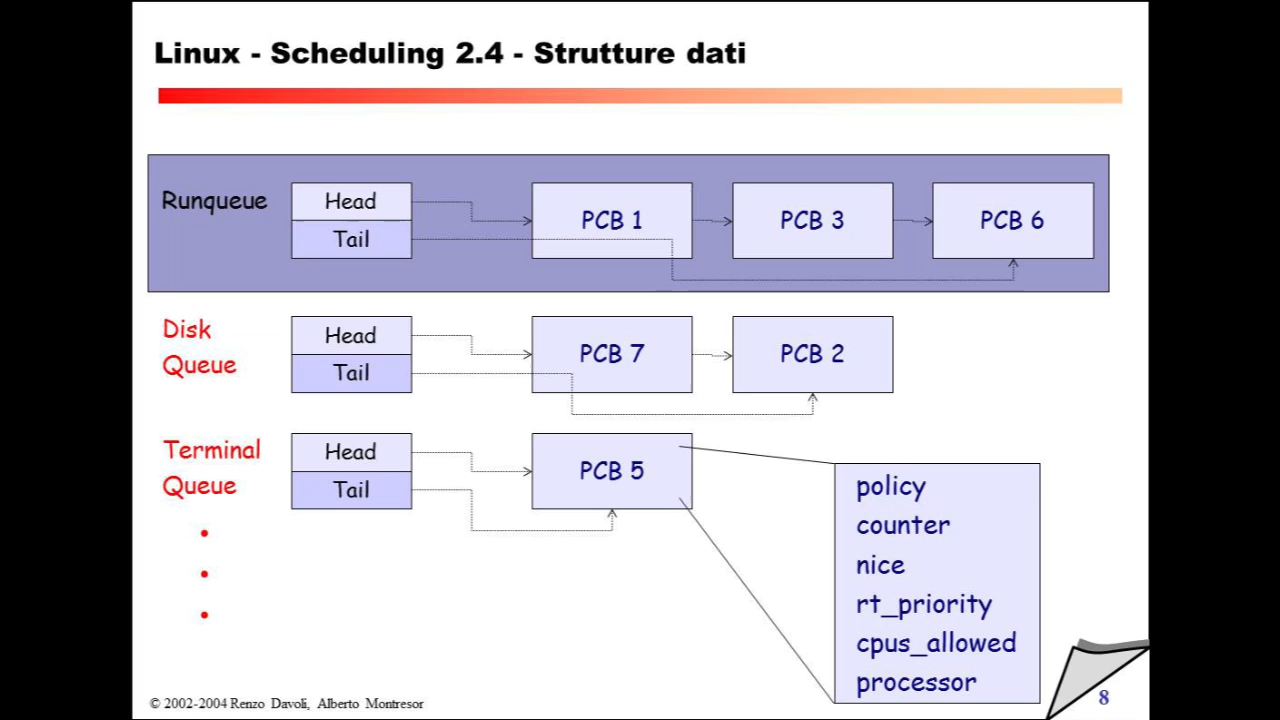 Linux - Scheduling 2.4 - Strutture dati
Runqueue
Head
Tail
PCB 1
PCB 3
PCB 6
Disk
Queue
Head
Tail
PCB 7
PCB 2
Terminal
Queue
Head
Tail
PCB 5
policy
counter
nice
rt_priority
cpus_allowed
processor
© 2002-2004 Renzo Davoli, Alberto Montresor
8